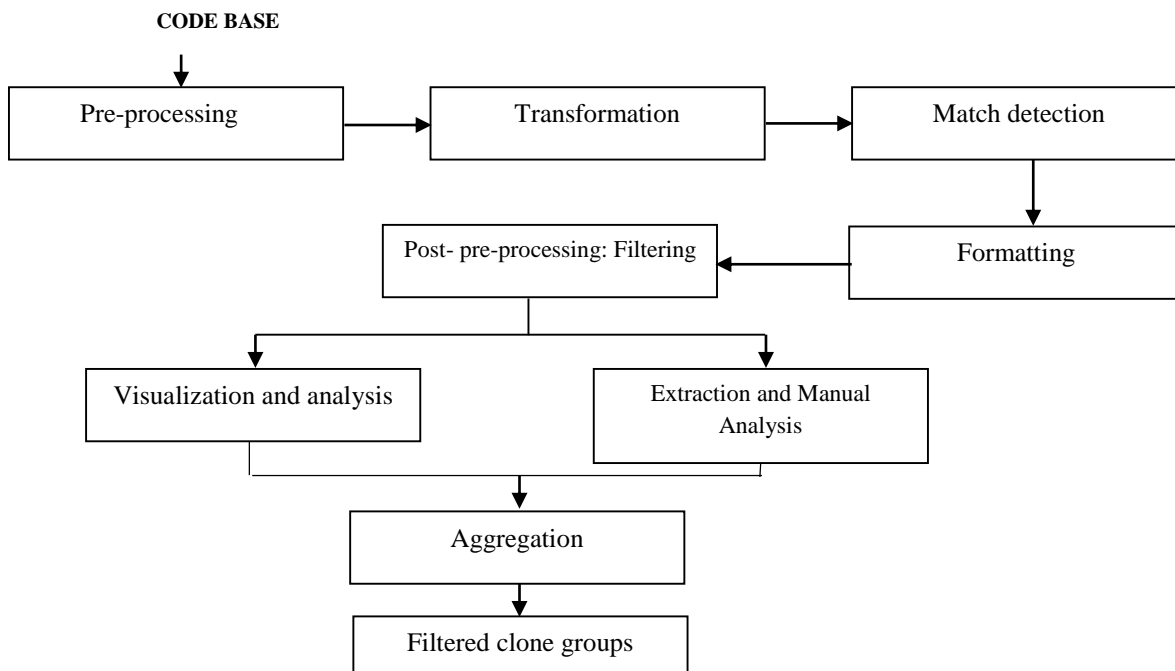 CODE BASE
Pre-processing
Transformation
Match detection
Formatting
Post- pre-processing: Filtering
Visualization and analysis
Extraction and Manual
Analysis
Aggregation
Filtered clone groups